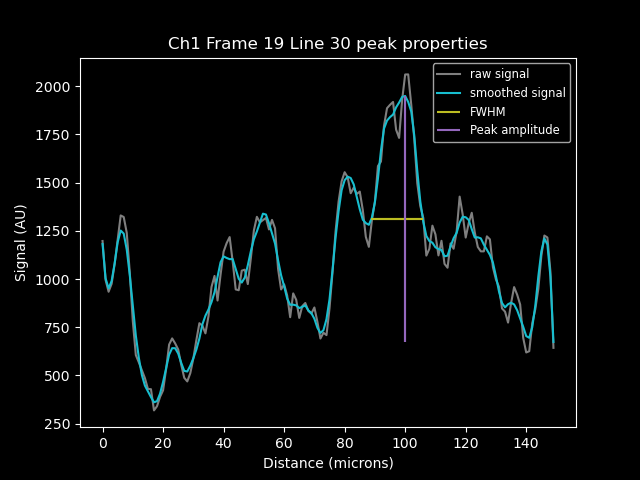 Ch1 Frame 19 Line 30 peak properties
raw signal
smoothed signal
FWHM
Peak amplitude
Signal (AU)
2000
1750
1500
1250
1000
750
500
250
0 20 40 60 80 100 120 140
Distance (microns)